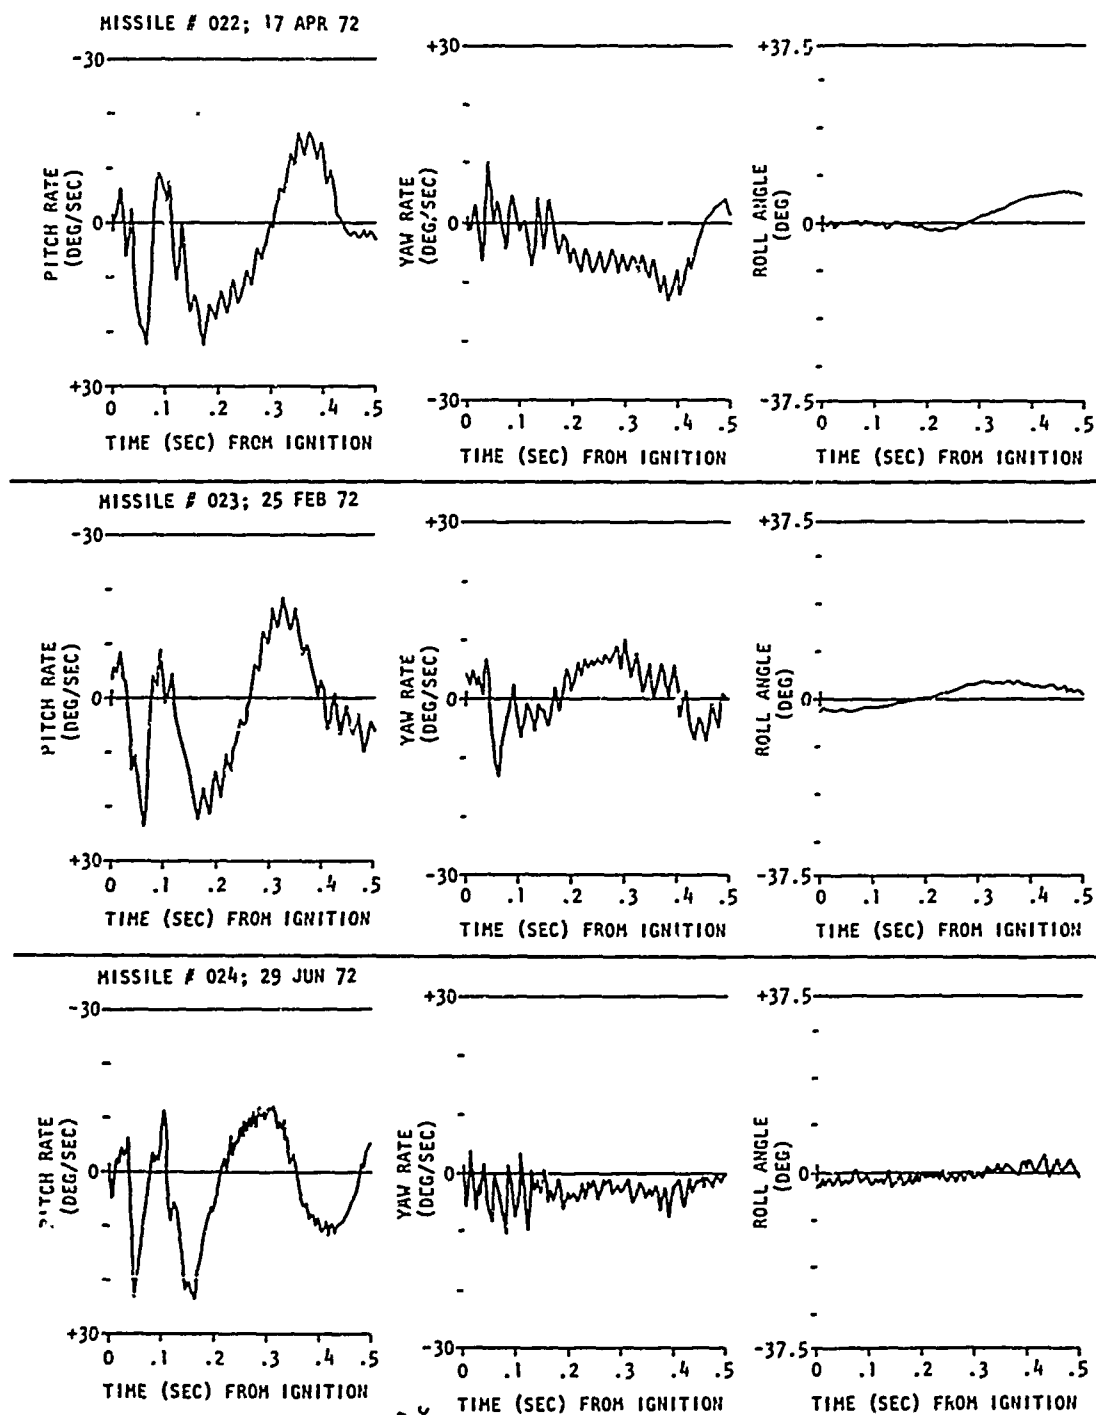 MISSILE # 022; 17 APR 72
-30
0
+30
PITCH RATE
(DEG/SEC)
0 .1 .2 .3 .4 .5
TIME (SEC) FROM IGNITION
+30
0
-30
YAW RATE
(DEG/SEC)
0 .1 .2 .3 .4 .5
TIME (SEC) FROM IGNITION
+37.5
0
-37.5
ROLL ANGLE
(DEG)
0 .1 .2 .3 .4 .5
TIME (SEC) FROM IGNITION
MISSILE # 023; 25 FEB 72
-30
0
+30
PITCH RATE
(DEG/SEC)
0 .1 .2 .3 .4 .5
TIME (SEC) FROM IGNITION
+30
0
-30
YAW RATE
(DEG/SEC)
0 .1 .2 .3 .4 .5
TIME (SEC) FROM IGNITION
+37.5
0
-37.5
ROLL ANGLE
(DEG)
0 .1 .2 .3 .4 .5
TIME (SEC) FROM IGNITION
MISSILE # 024; 29 JUN 72
-30
0
+30
PITCH RATE
(DEG/SEC)
0 .1 .2 .3 .4 .5
TIME (SEC) FROM IGNITION
+30
0
-30
YAW RATE
(DEG/SEC)
0 .1 .2 .3 .4 .5
TIME (SEC) FROM IGNITION
+37.5
0
-37.5
ROLL ANGLE
(DEG)
0 .1 .2 .3 .4 .5
TIME (SEC) FROM IGNITION